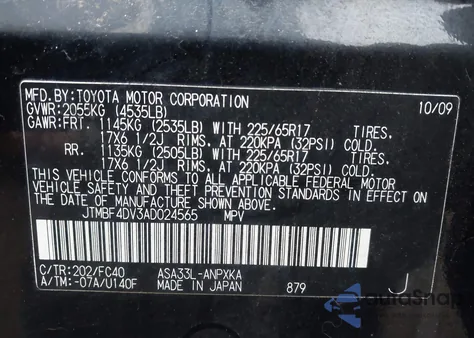 MFD.BY:TOYOTA MOTOR CORPORATION 10/09
GVWR:2055KG (4535LB)
GAWR:FRT. 1145KG (2535LB) WITH 225/65R17 TIRES.
17X6 1/2J RIMS. AT 220KPA (32PSI) COLD.
RR. 1135KG (2505LB) WITH 225/65R17 TIRES.
17X6 1/2J RIMS. AT 220KPA (32PSI) COLD.
THIS VEHICLE CONFORMS TO ALL APPLICABLE FEDERAL MOTOR
VEHICLE SAFETY AND THEFT PREVENTION STANDARDS IN EFFECT ON
THE DATE OF MANUFACTURE SHOWN ABOVE.
JTMBF4DV3AD024565 MPV
C/TR:202/FC40 ASA33L-ANPXKA
A/TM:-07A/U140F MADE IN JAPAN 879 J
AutoSnap